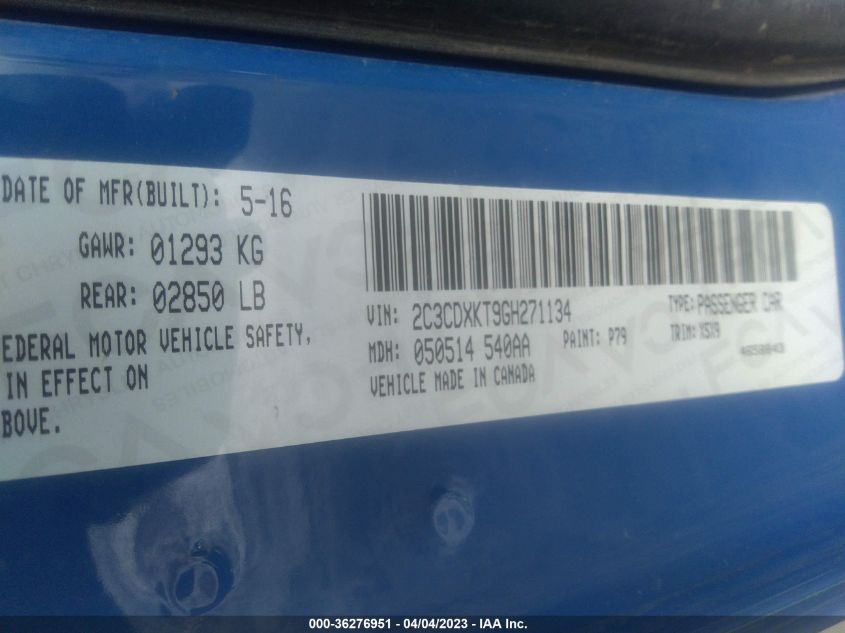 DATE OF MFR(BUILT): 5-16
GAWR: 01293 KG
REAR: 02850 LB
EDERAL MOTOR VEHICLE SAFETY,
IN EFFECT ON
BOVE.
VIN: 2C3CDXKT9GH271134
TYPE: PASSENGER CAR
MDH: 050514 540AA
PAINT: P79
TRIM: X5X9
VEHICLE MADE IN CANADA
000-36276951 - 04/04/2023 - IAA Inc.